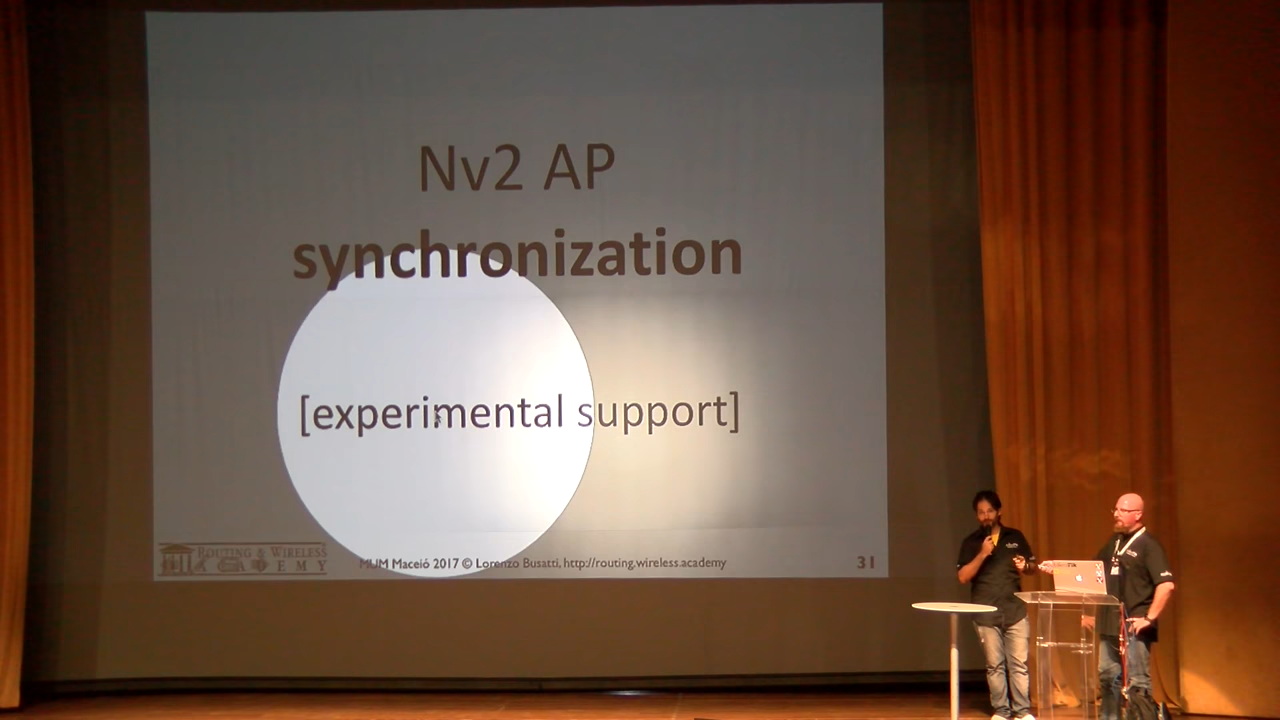 Nv2 AP
synchronization
[experimental support]
ROUTING & WIRELESS
ACADEMY
MUM Maceió 2017 © Lorenzo Busatti, http://routing.wireless.academy
31